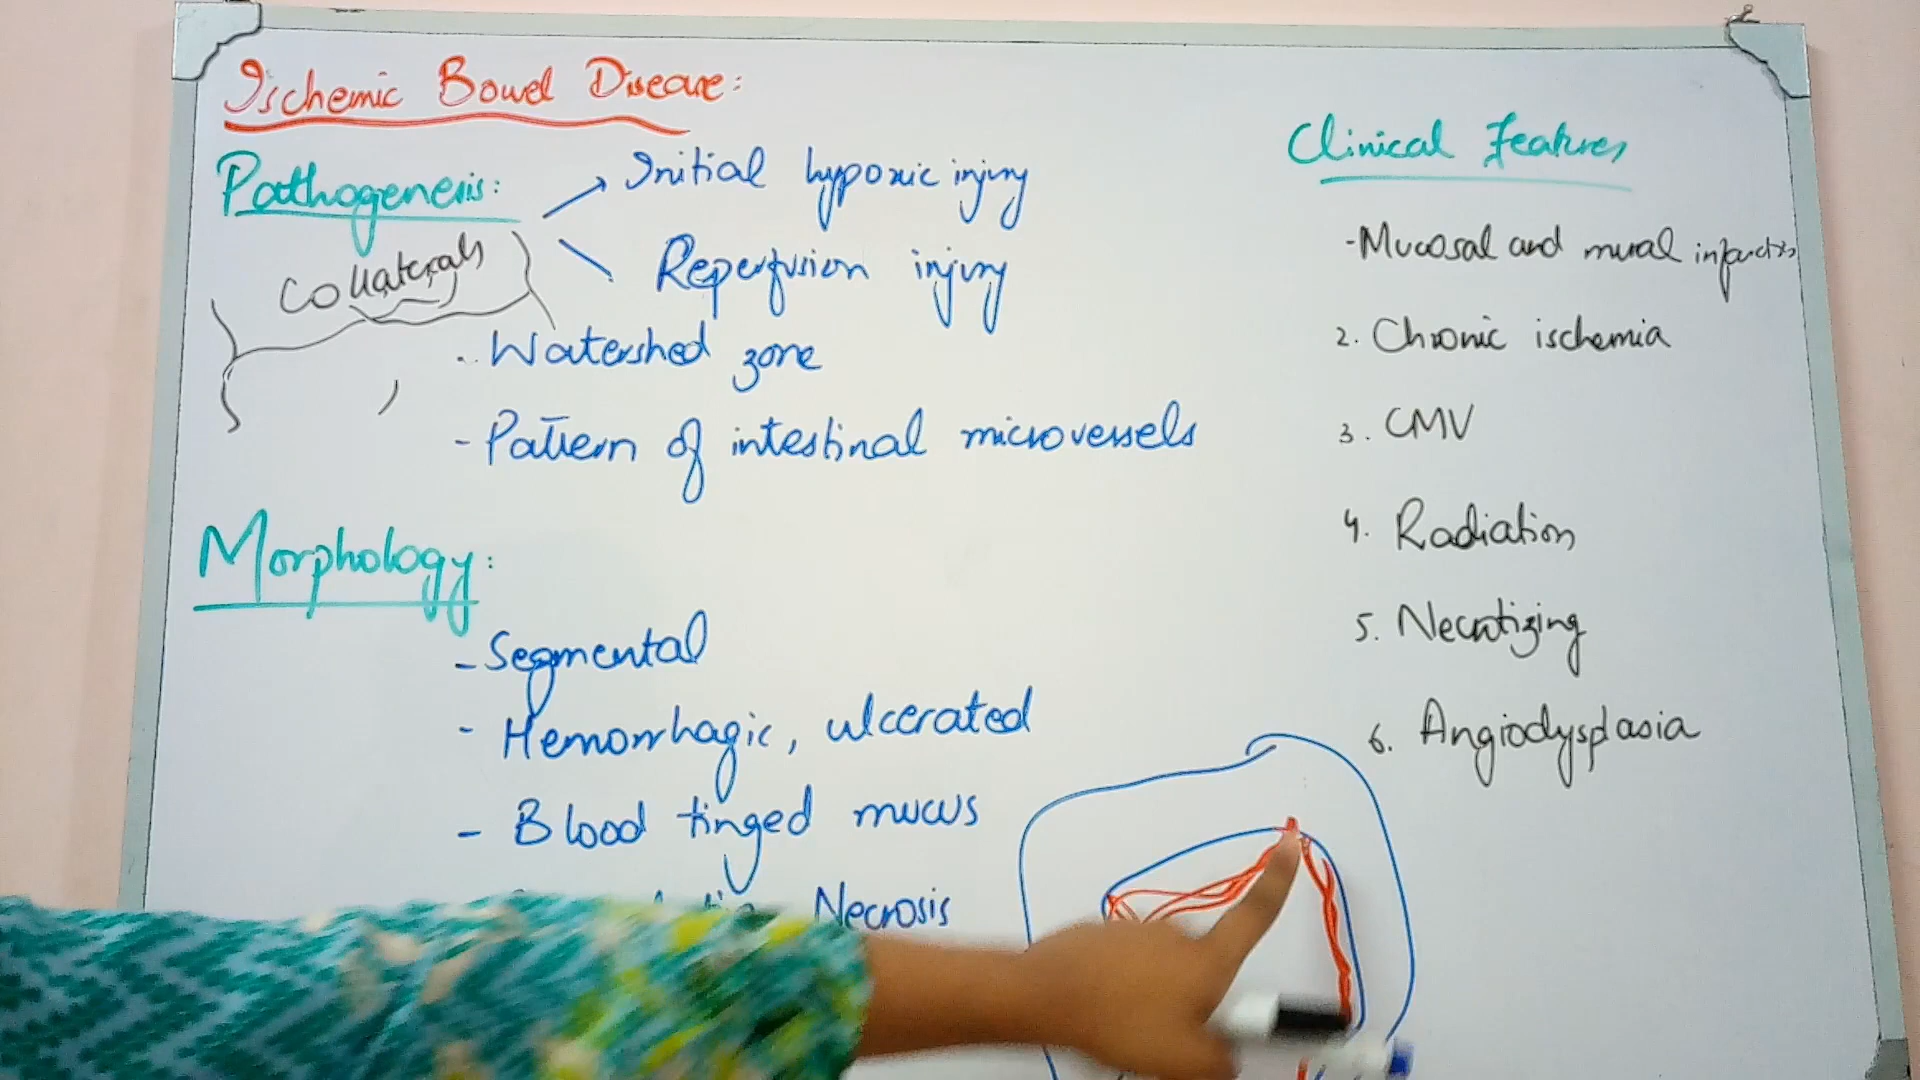 Ischemic Bowel Disease:
Pathogenesis:
Initial hypoxic injury
Reperfusion injury
Collaterals
- Watershed zone
- Pattern of intestinal microvessels
Morphology:
- Segmental
- Hemorrhagic, ulcerated
- Blood tinged mucus
Necrosis
Clinical Features
- Mucosal and mural infarctis
2. Chronic ischemia
3. CMV
4. Radiation
5. Necrotizing
6. Angiodysplasia